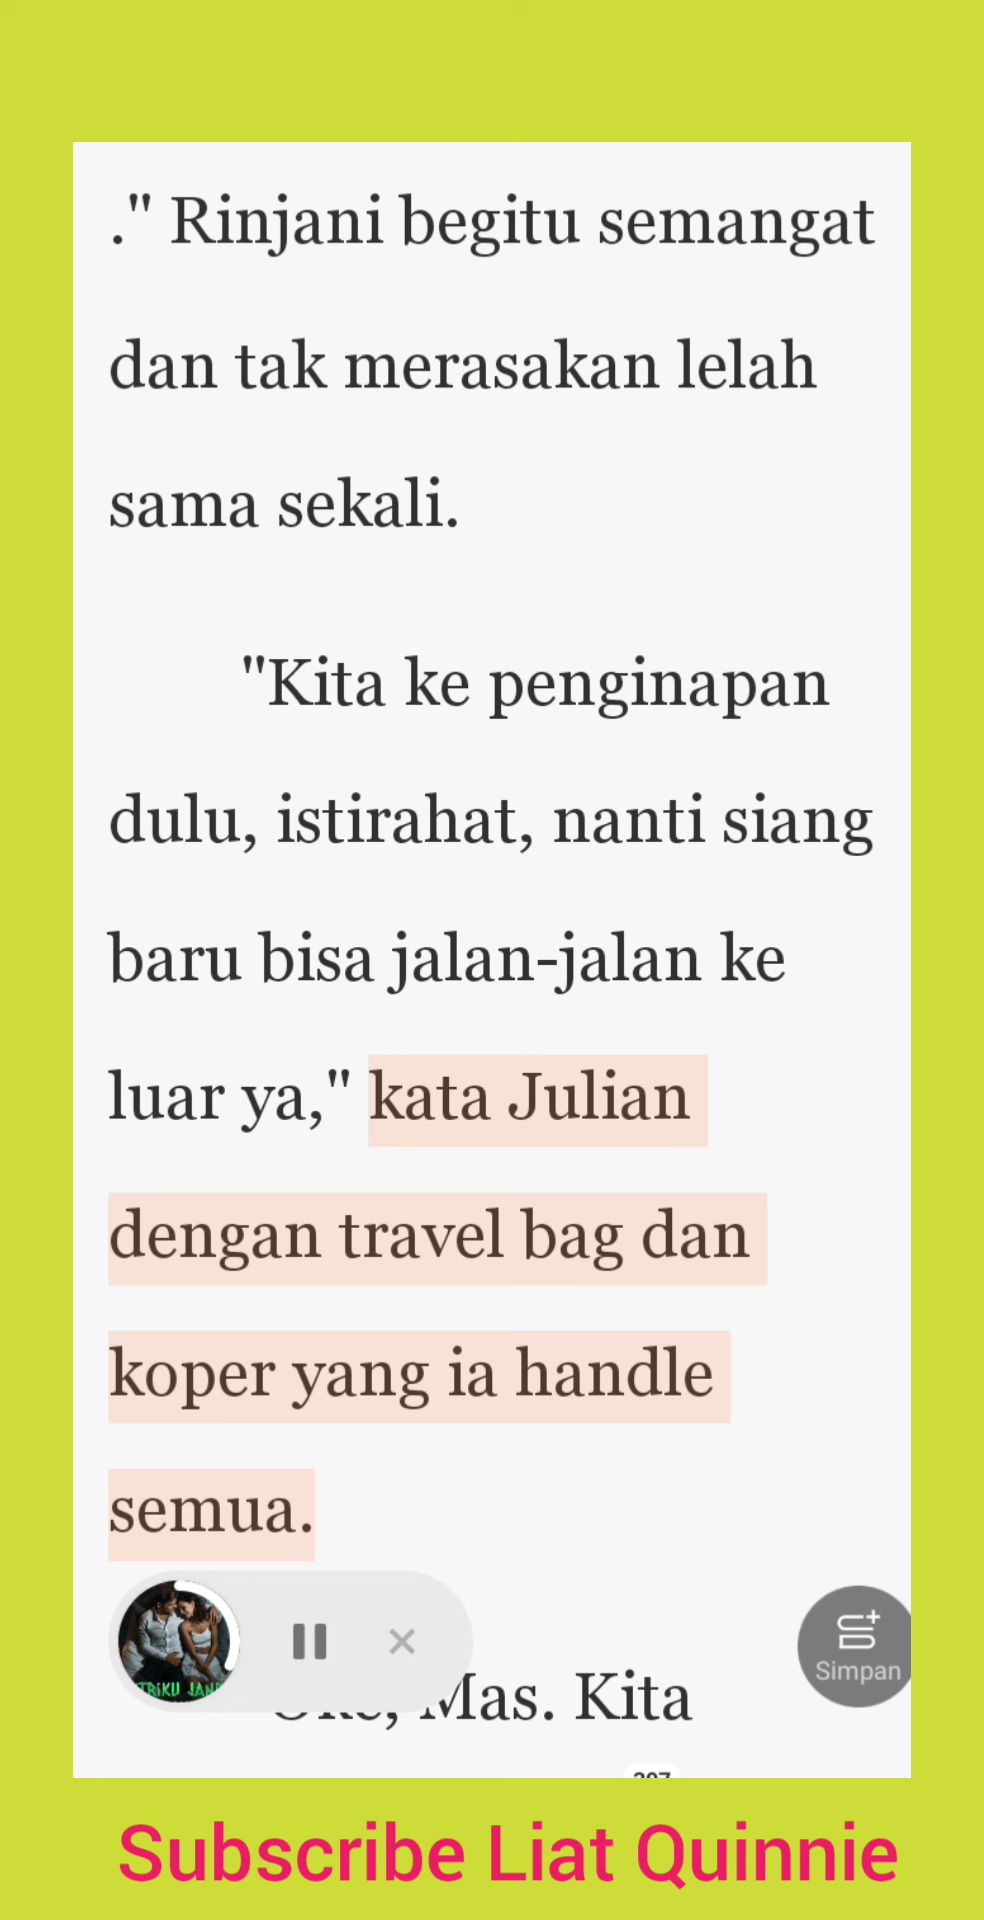 ." Rinjani begitu semangat
dan tak merasakan lelah
sama sekali.
"Kita ke penginapan
dulu, istirahat, nanti siang
baru bisa jalan-jalan ke
luar ya," kata Julian
dengan travel bag dan
koper yang ia handle
semua.
Simpan
Mas. Kita
Subscribe Liat Quinnie